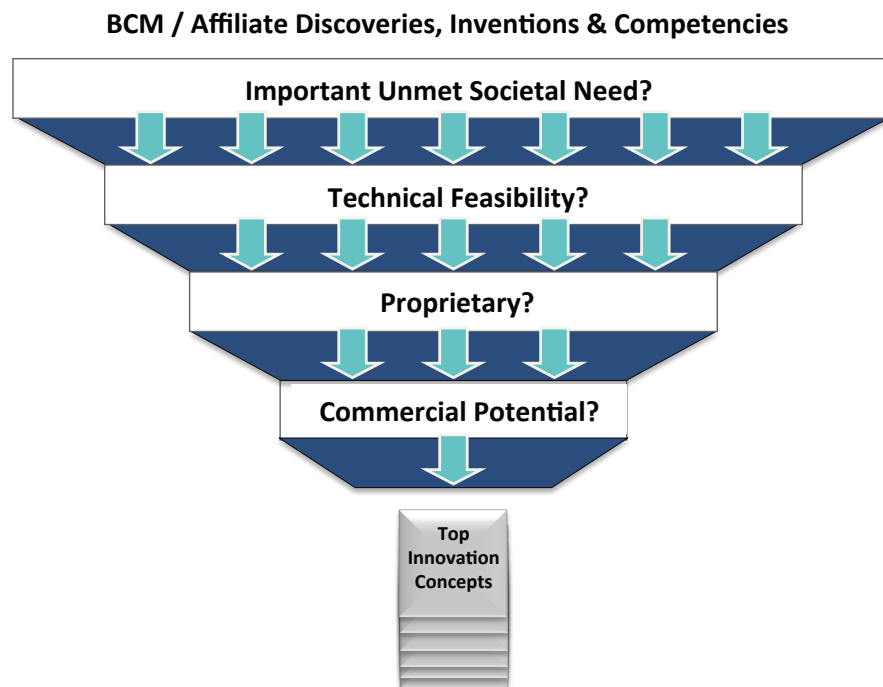 BCM / Affiliate Discoveries, Inventions & Competencies
Important Unmet Societal Need?
Technical Feasibility?
Proprietary?
Commercial Potential?
Top
Innovation
Concepts